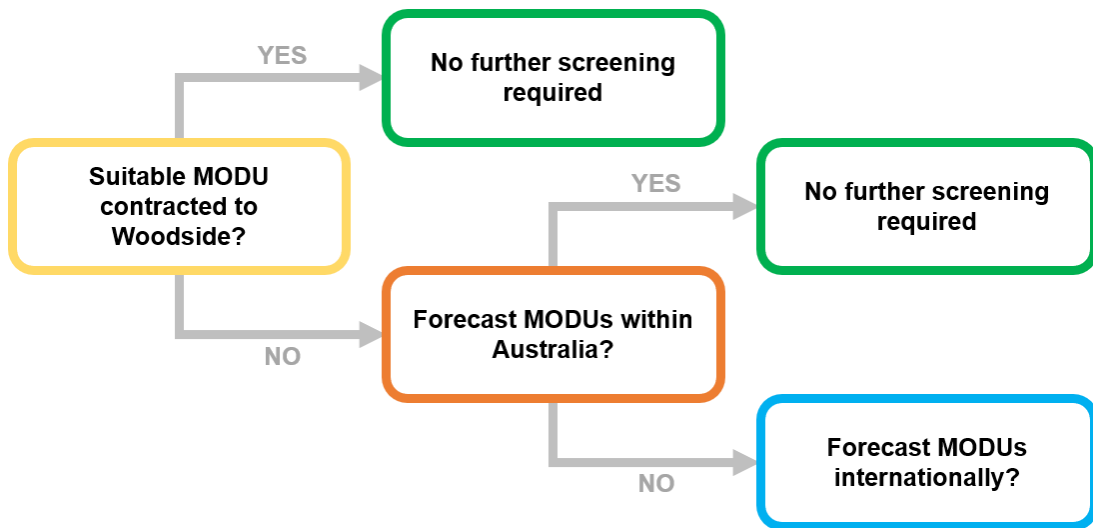 YES
No further screening
required
Suitable MODU
contracted to
Woodside?
YES
No further screening
required
NO
Forecast MODUs within
Australia?
NO
Forecast MODUs
internationally?